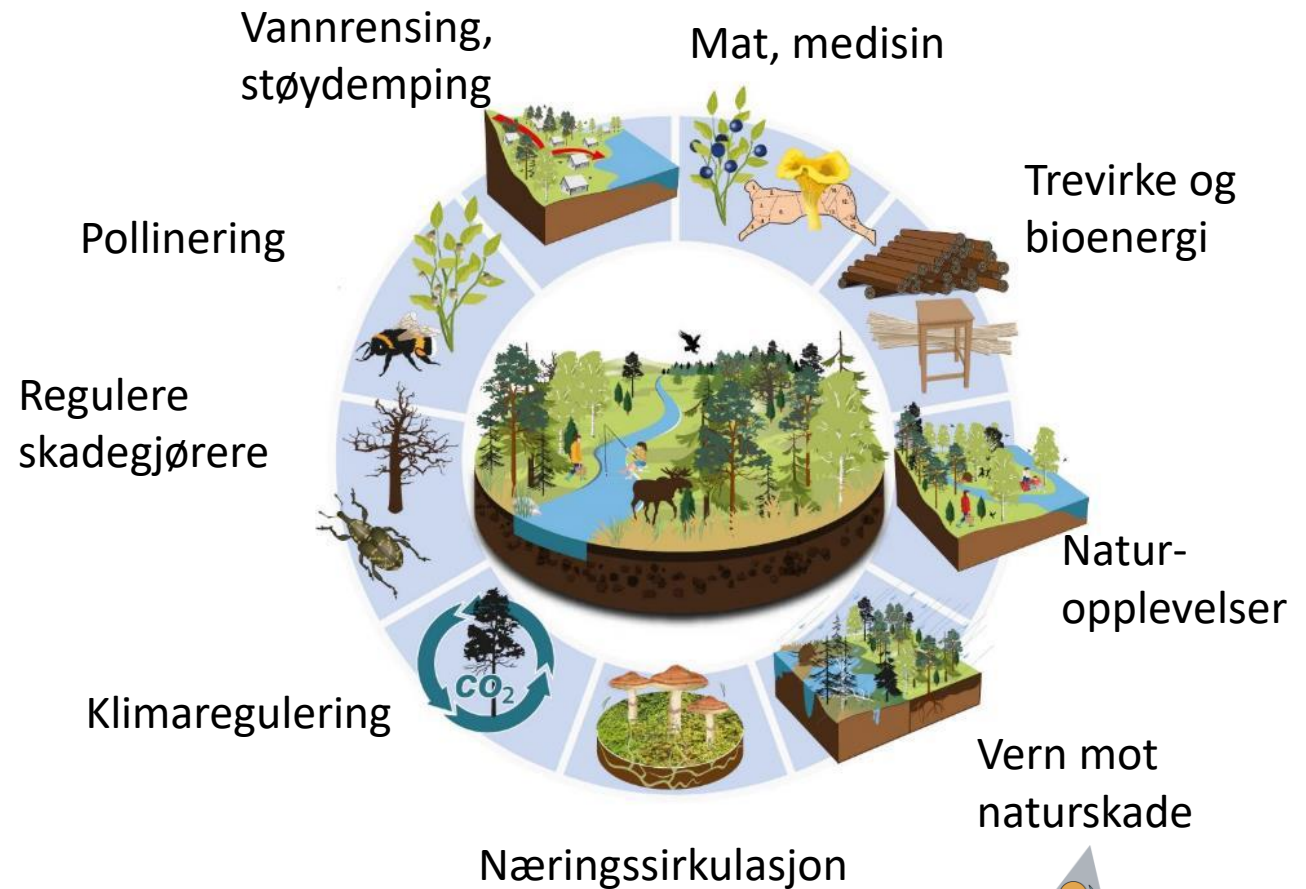 Vannrensing,
støydemping
Mat, medisin
Trevirke og
bioenergi
Pollinering
Regulere
skadegjørere
Natur-
opplevelser
CO₂
Klimaregulering
Vern mot
naturskade
Næringssirkulasjon